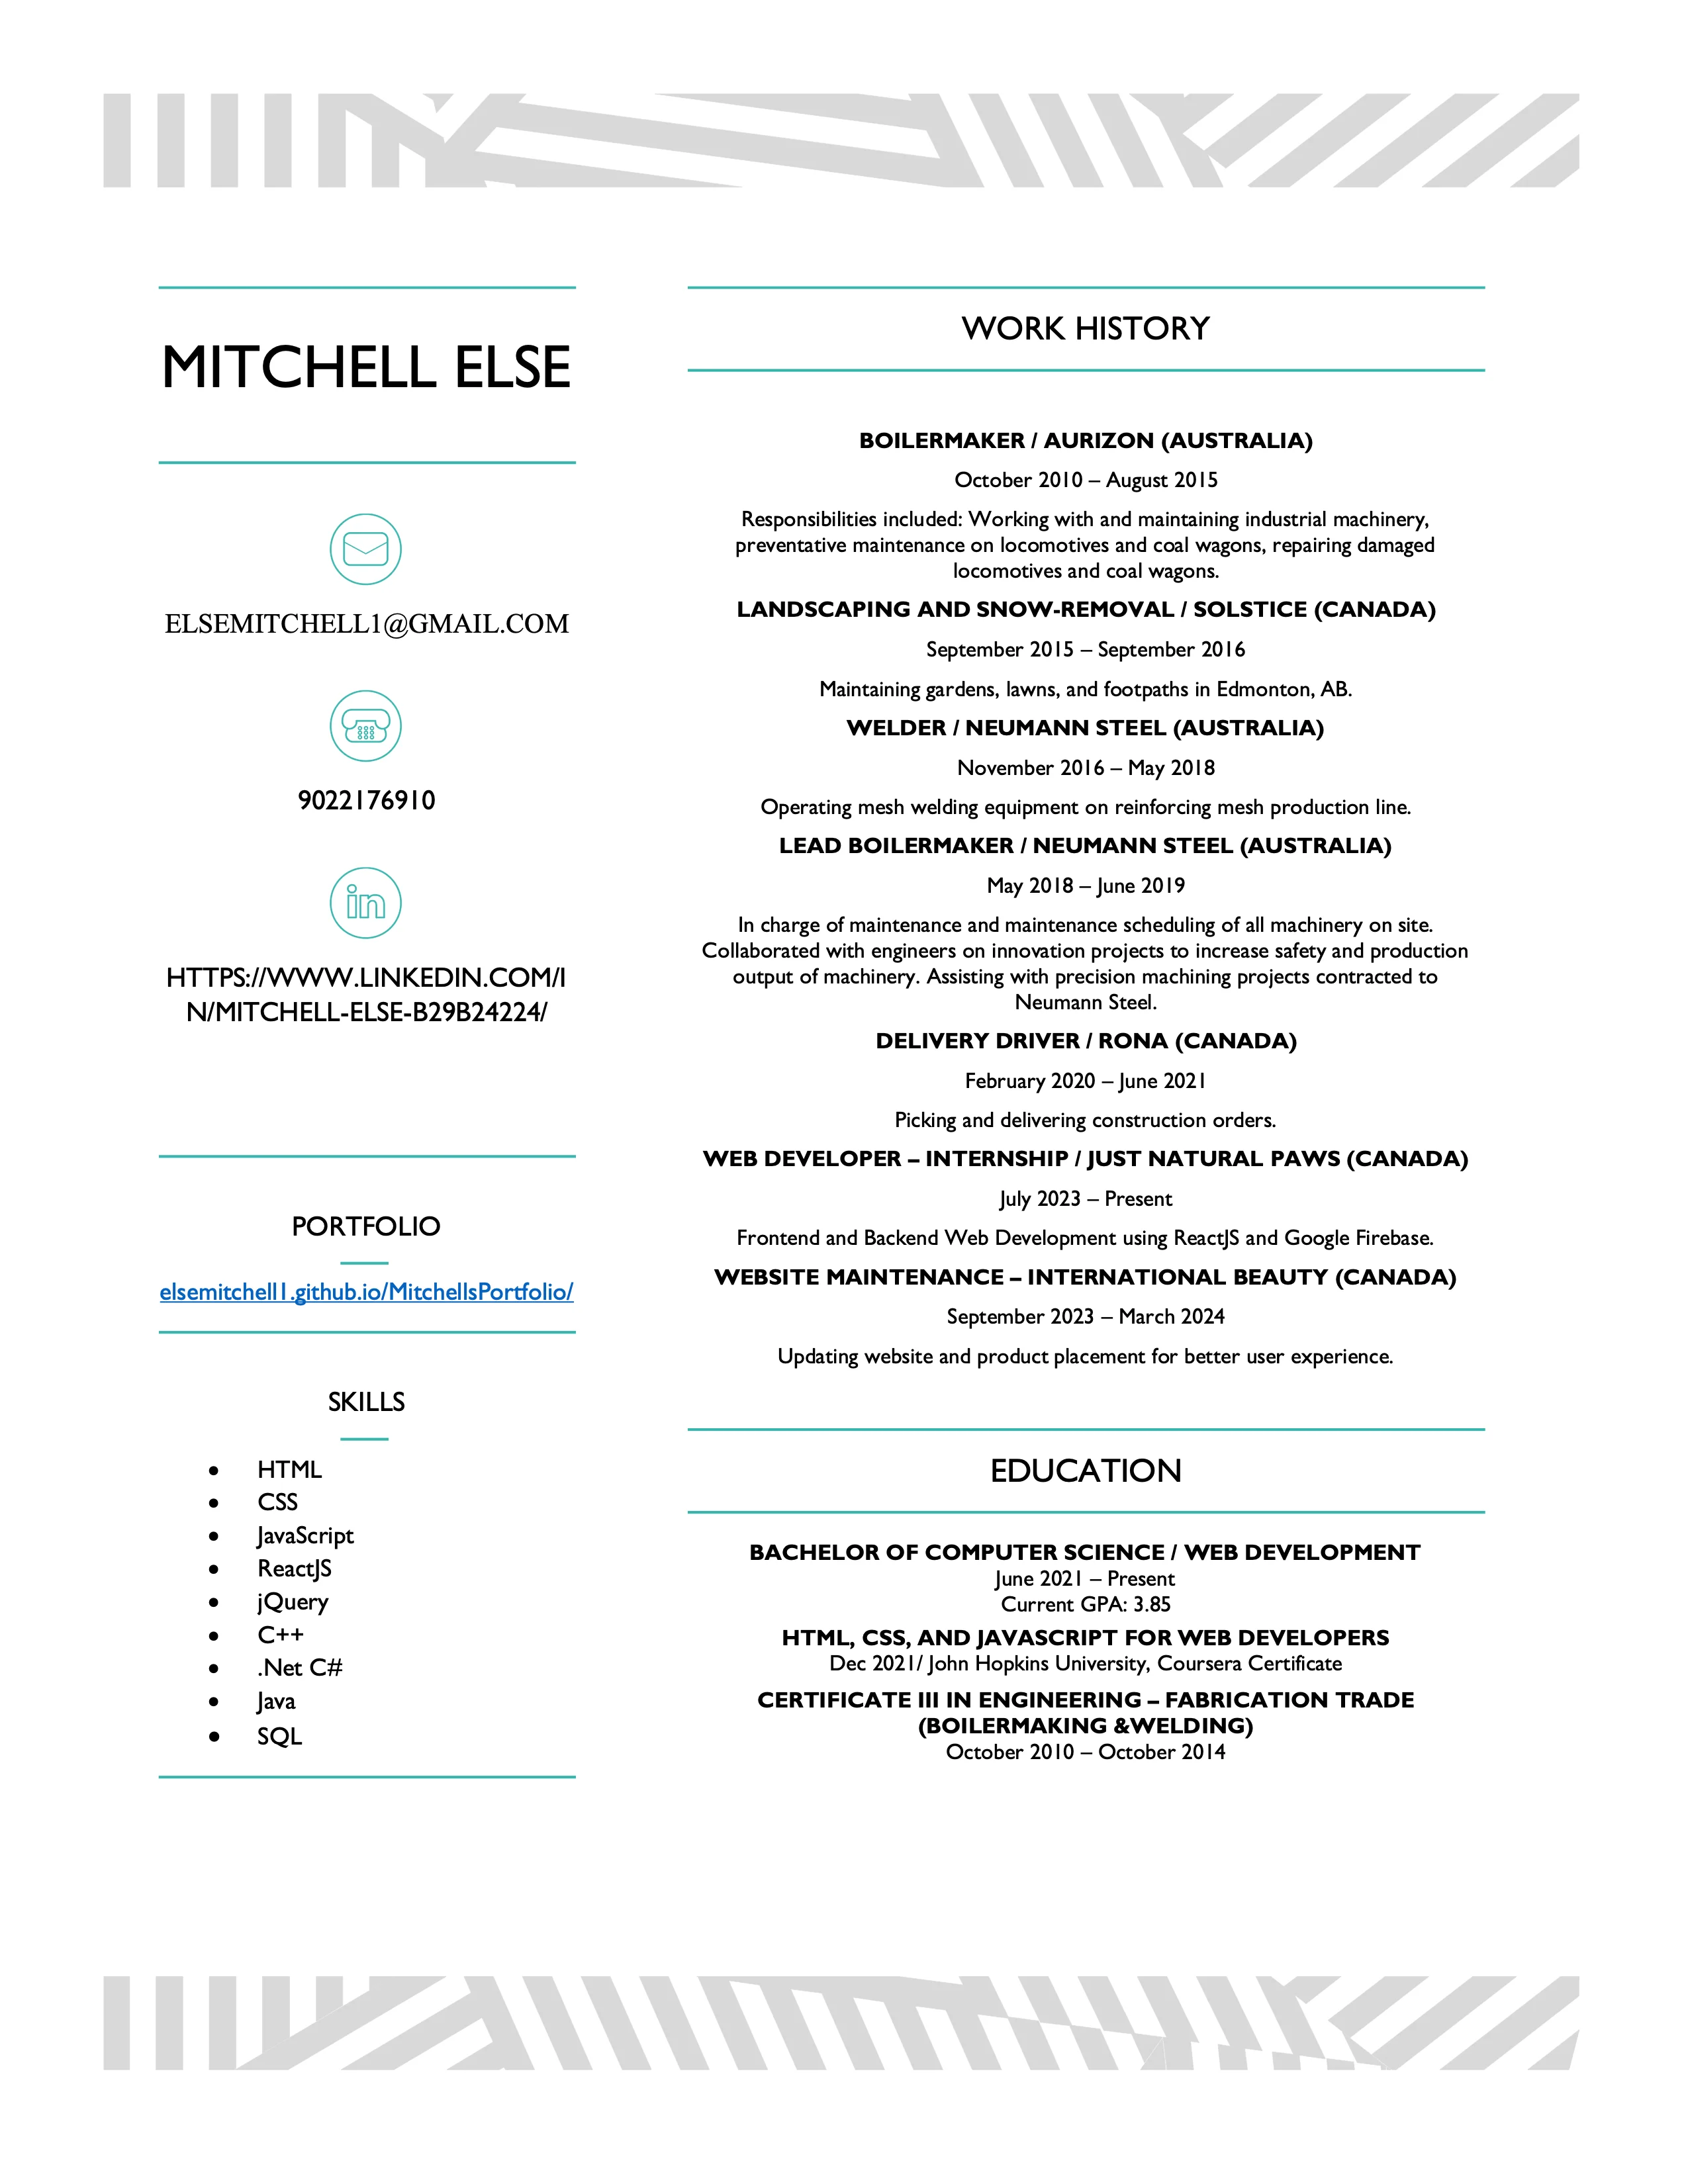 MITCHELL ELSE
ELSEMITCHELL1@GMAIL.COM
9022176910
in
HTTPS://WWW.LINKEDIN.COM/I
N/MITCHELL-ELSE-B29B24224/
PORTFOLIO
elsemitchell1.github.io/MitchellsPortfolio/
SKILLS
• HTML
• CSS
• JavaScript
• ReactJS
• jQuery
• C++
• .Net C#
• Java
• SQL
WORK HISTORY
BOILERMAKER / AURIZON (AUSTRALIA)
October 2010 – August 2015
Responsibilities included: Working with and maintaining industrial machinery,
preventative maintenance on locomotives and coal wagons, repairing damaged
locomotives and coal wagons.
LANDSCAPING AND SNOW-REMOVAL / SOLSTICE (CANADA)
September 2015 – September 2016
Maintaining gardens, lawns, and footpaths in Edmonton, AB.
WELDER / NEUMANN STEEL (AUSTRALIA)
November 2016 – May 2018
Operating mesh welding equipment on reinforcing mesh production line.
LEAD BOILERMAKER / NEUMANN STEEL (AUSTRALIA)
May 2018 – June 2019
In charge of maintenance and maintenance scheduling of all machinery on site.
Collaborated with engineers on innovation projects to increase safety and production
output of machinery. Assisting with precision machining projects contracted to
Neumann Steel.
DELIVERY DRIVER / RONA (CANADA)
February 2020 – June 2021
Picking and delivering construction orders.
WEB DEVELOPER – INTERNSHIP / JUST NATURAL PAWS (CANADA)
July 2023 – Present
Frontend and Backend Web Development using ReactJS and Google Firebase.
WEBSITE MAINTENANCE – INTERNATIONAL BEAUTY (CANADA)
September 2023 – March 2024
Updating website and product placement for better user experience.
EDUCATION
BACHELOR OF COMPUTER SCIENCE / WEB DEVELOPMENT
June 2021 – Present
Current GPA: 3.85
HTML, CSS, AND JAVASCRIPT FOR WEB DEVELOPERS
Dec 2021/ John Hopkins University, Coursera Certificate
CERTIFICATE III IN ENGINEERING – FABRICATION TRADE
(BOILERMAKING &WELDING)
October 2010 – October 2014